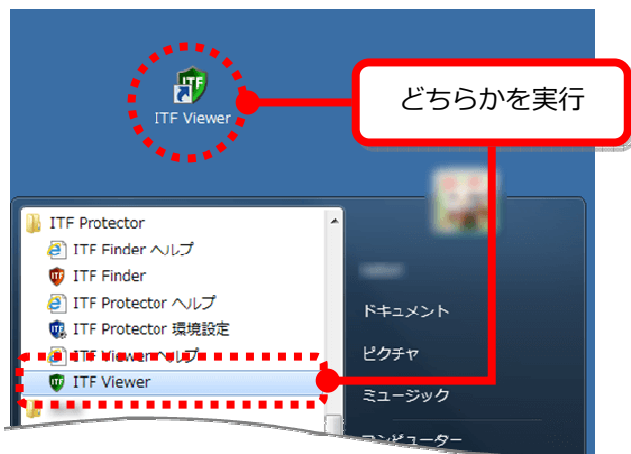 ITF
ITF Viewer
どちらかを実行
ITF Protector
ITF Finder ヘルプ
ITF Finder
ITF Protector ヘルプ
ITF Protector 環境設定
ITF Viewer ヘルプ
ITF Viewer
ドキュメント
ピクチャ
ミュージック
コンピューター